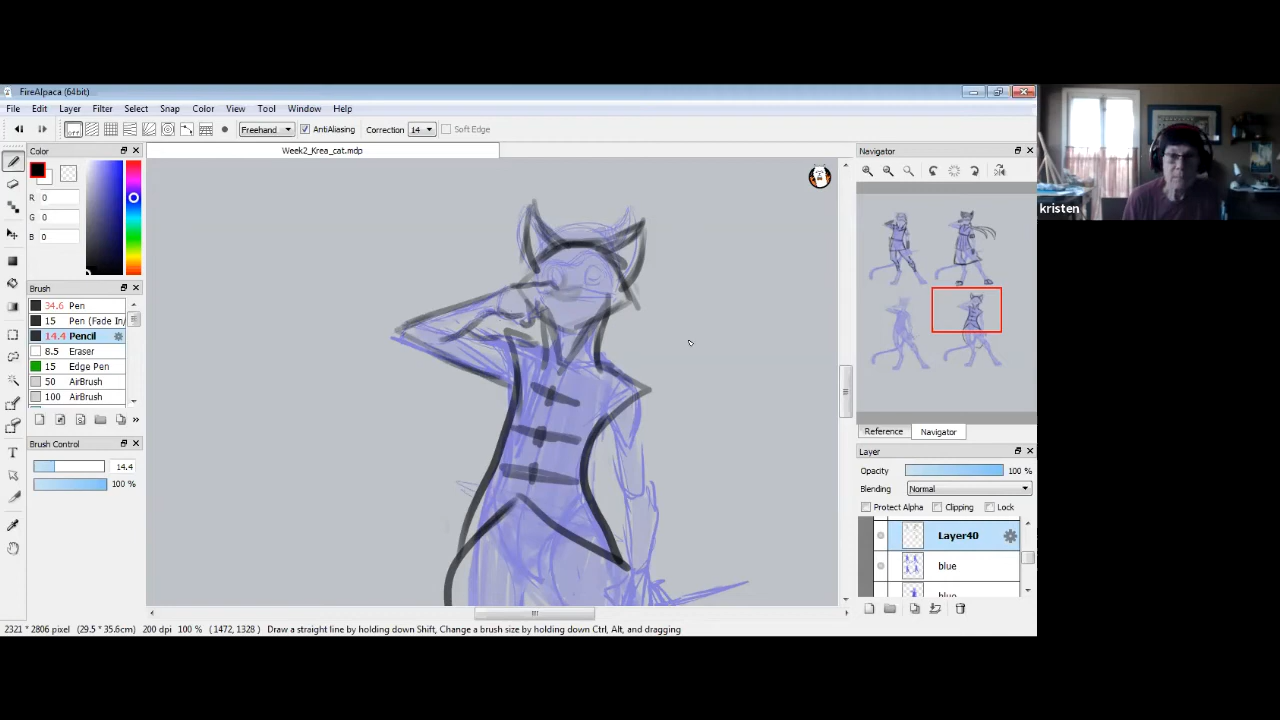 FireAlpaca (64bit)
File Edit Layer Filter Select Snap Color View Tool Window Help
off Freehand AntiAliasing Correction 14 Soft Edge
Color
Week2_Krea_cat.mdp
Navigator
R 0
G 0
B 0
kristen
Brush
34.6 Pen
15 Pen (Fade In/
14.4 Pencil
8.5 Eraser
15 Edge Pen
50 AirBrush
100 AirBrush
Brush Control
14.4
100 %
Reference Navigator
Layer
Opacity 100 %
Blending Normal
Protect Alpha Clipping Lock
Layer40
blue
blue
2321 * 2806 pixel (29.5 * 35.6cm) 200 dpi 100 % ( 1472, 1328 ) Draw a straight line by holding down Shift, Change a brush size by holding down Ctrl, Alt, and dragging